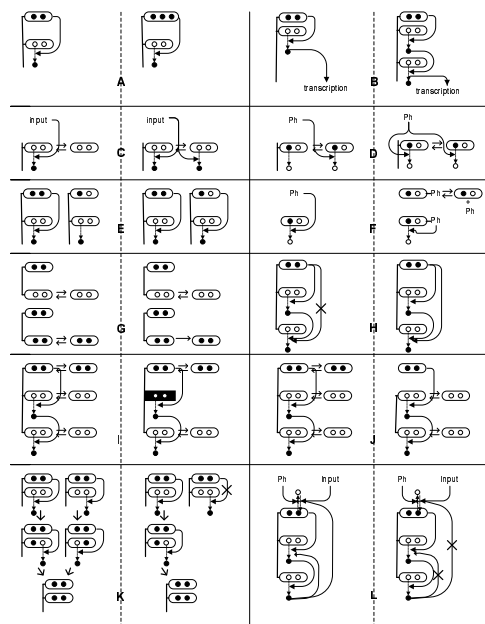 A
B
transcription
transcription
input
input
C
Ph
Ph
D
E
Ph
Ph
Ph
+
Ph
F
G
H
I
J
K
Ph
Input
Ph
Input
L